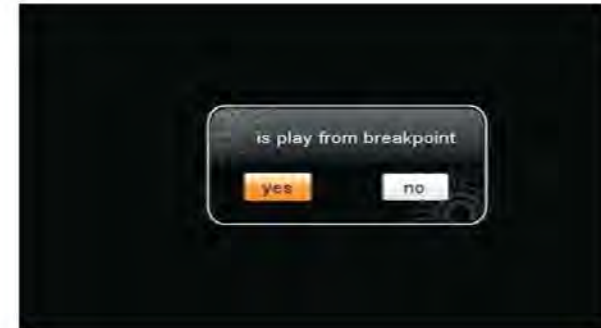 is play from breakpoint
yes no